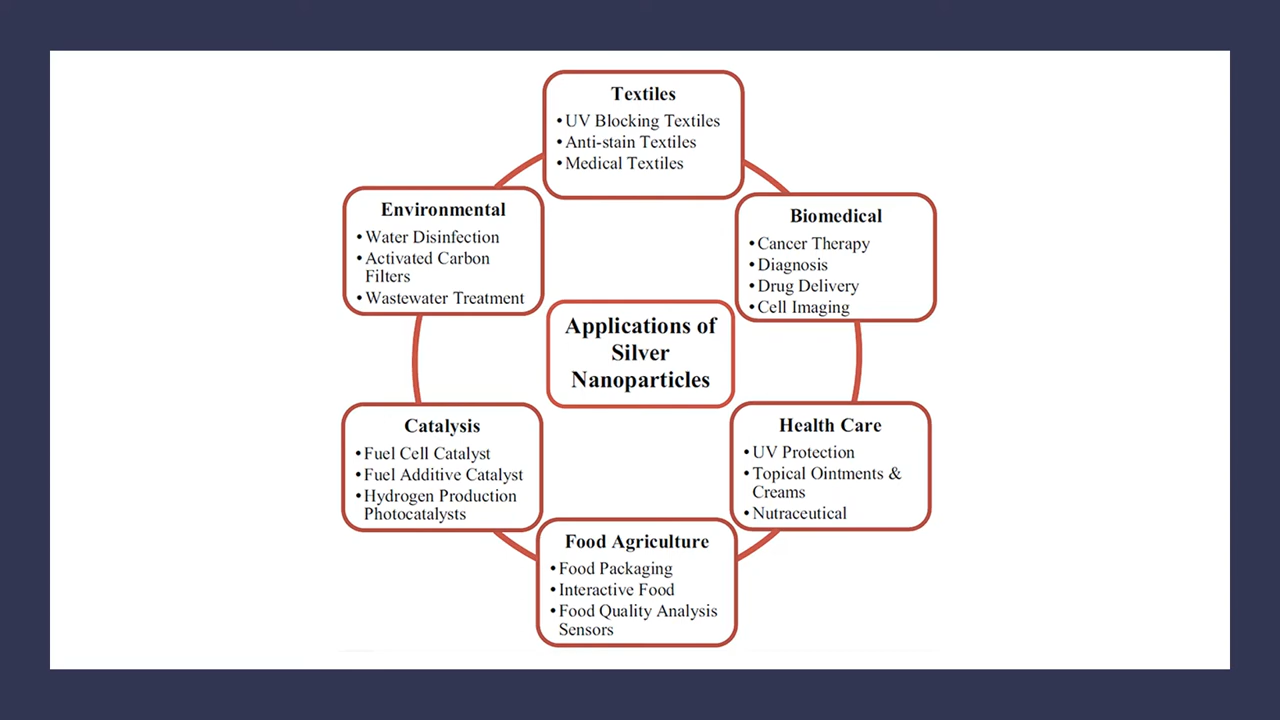 Textiles
• UV Blocking Textiles
• Anti-stain Textiles
• Medical Textiles
Environmental
• Water Disinfection
• Activated Carbon
Filters
• Wastewater Treatment
Biomedical
• Cancer Therapy
• Diagnosis
• Drug Delivery
• Cell Imaging
Applications of
Silver
Nanoparticles
Catalysis
• Fuel Cell Catalyst
• Fuel Additive Catalyst
• Hydrogen Production
Photocatalysts
Health Care
• UV Protection
• Topical Ointments &
Creams
• Nutraceutical
Food Agriculture
• Food Packaging
• Interactive Food
• Food Quality Analysis
Sensors